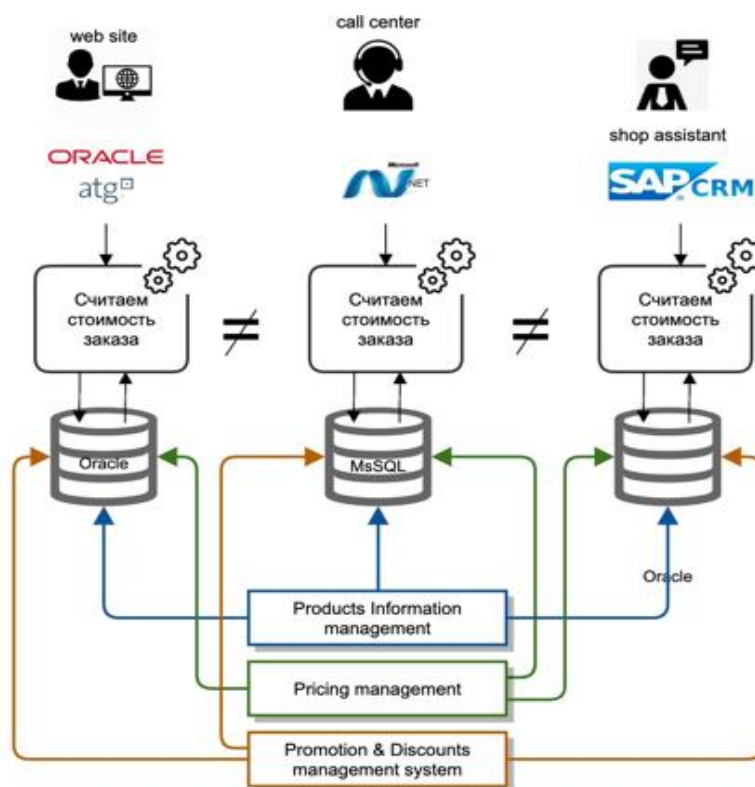 web site
call center
shop assistant
ORACLE
atg
Microsoft
NET
SAP CRM
Считаем
стоимость
заказа
≠
Считаем
стоимость
заказа
≠
Считаем
стоимость
заказа
Oracle
MsSQL
Oracle
Products Information
management
Pricing management
Promotion & Discounts
management system